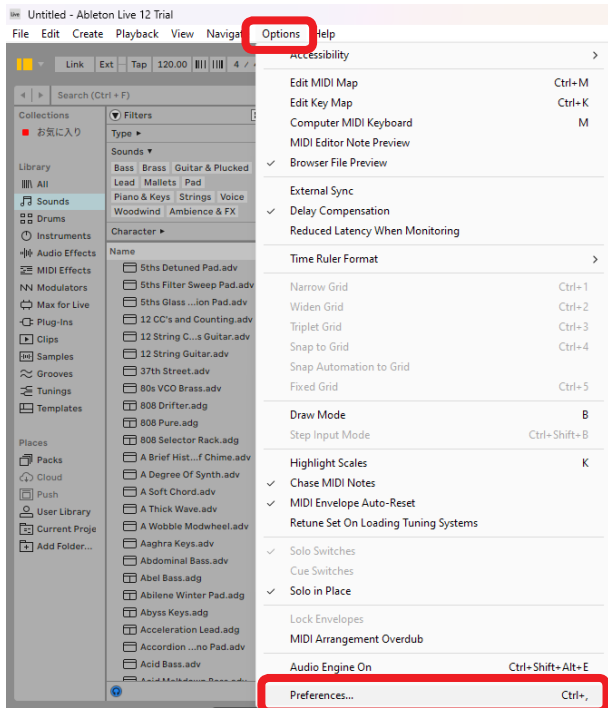 Untitled - Ableton Live 12 Trial
File Edit Create Playback View Navigat Options Help
Link Ext Tap 120.00 4 /
Search (Ctrl + F)
Collections
お気に入り
Library
All
Sounds
Drums
Instruments
Audio Effects
MIDI Effects
Modulators
Max for Live
Plug-Ins
Clips
Samples
Grooves
Tunings
Templates
Places
Packs
Cloud
Push
User Library
Current Proje
Add Folder...
Filters
Type
Sounds
Bass Brass Guitar & Plucked
Lead Mallets Pad
Piano & Keys Strings Voice
Woodwind Ambience & FX
Character
Name
5ths Detuned Pad.adv
5ths Filter Sweep Pad.adv
5ths Glass ...ion Pad.adv
12 CC's and Counting.adv
12 String C...s Guitar.adv
12 String Guitar.adv
37th Street.adv
80s VCO Brass.adv
808 Drifter.adg
808 Pure.adg
808 Selector Rack.adg
A Brief Hist...f Chime.adv
A Degree Of Synth.adv
A Soft Chord.adv
A Thick Wave.adv
A Wobble Modwheel.adv
Aaghra Keys.adv
Abdominal Bass.adv
Abel Bass.adg
Abilene Winter Pad.adg
Abyss Keys.adg
Acceleration Lead.adg
Accordion ...no Pad.adv
Acid Bass.adv
Acid Meltdown Bass.adv
Accessibility
Edit MIDI Map Ctrl+M
Edit Key Map Ctrl+K
Computer MIDI Keyboard M
MIDI Editor Note Preview
Browser File Preview
External Sync
Delay Compensation
Reduced Latency When Monitoring
Time Ruler Format
Narrow Grid Ctrl+1
Widen Grid Ctrl+2
Triplet Grid Ctrl+3
Snap to Grid Ctrl+4
Snap Automation to Grid
Fixed Grid Ctrl+5
Draw Mode B
Step Input Mode Ctrl+Shift+B
Highlight Scales K
Chase MIDI Notes
MIDI Envelope Auto-Reset
Retune Set On Loading Tuning Systems
Solo Switches
Cue Switches
Solo in Place
Lock Envelopes
MIDI Arrangement Overdub
Audio Engine On Ctrl+Shift+Alt+E
Preferences... Ctrl+,